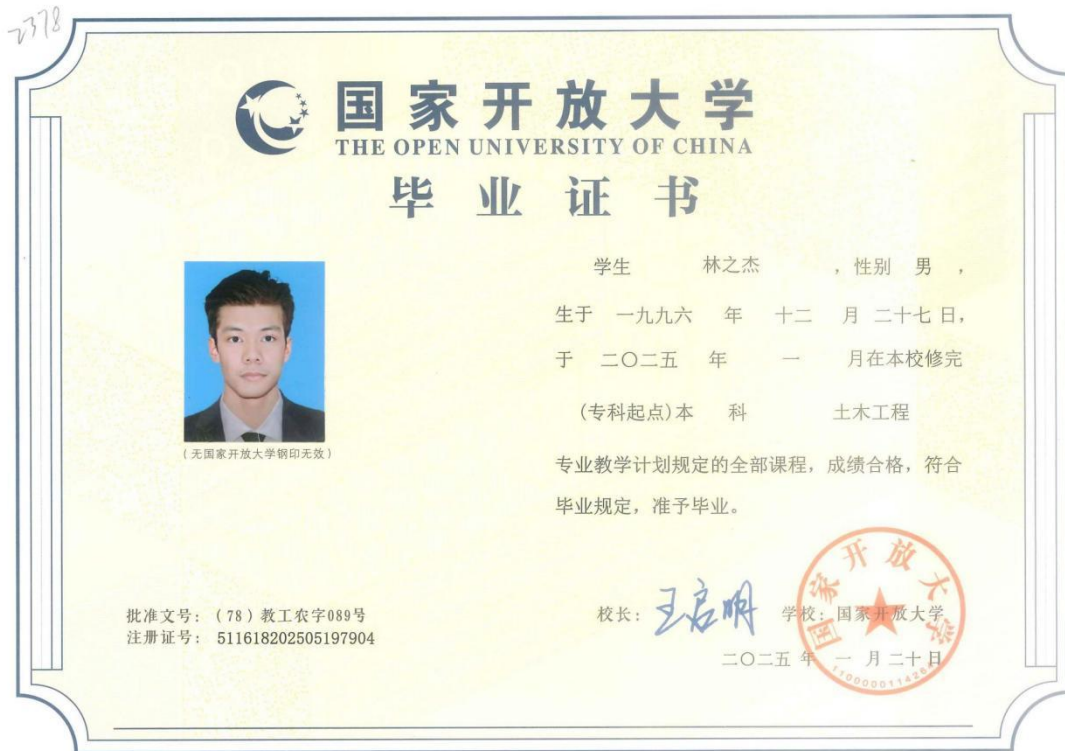 2378
国家开放大学
THE OPEN UNIVERSITY OF CHINA
毕业证书
学生 林之杰 ，性别 男 ，
生于 一九九六 年 十二 月 二十七 日，
于 二〇二五 年 一 月在本校修完
(专科起点)本 科 土木工程
专业教学计划规定的全部课程，成绩合格，符合
毕业规定，准予毕业。
(无国家开放大学钢印无效)
批准文号：(78)教工农字089号
注册证号：511618202505197904
校长：王启明 学校：国家开放大学
二〇二五 年 一 月 二十 日
国家开放大学